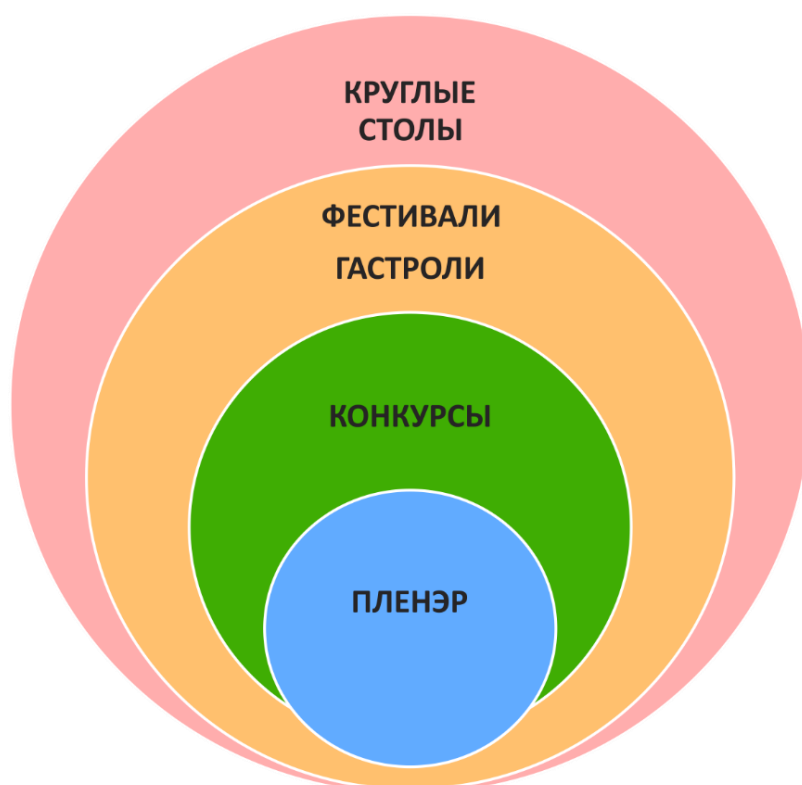 КРУГЛЫЕ
СТОЛЫ
ФЕСТИВАЛИ
ГАСТРОЛИ
КОНКУРСЫ
ПЛЕНЭР